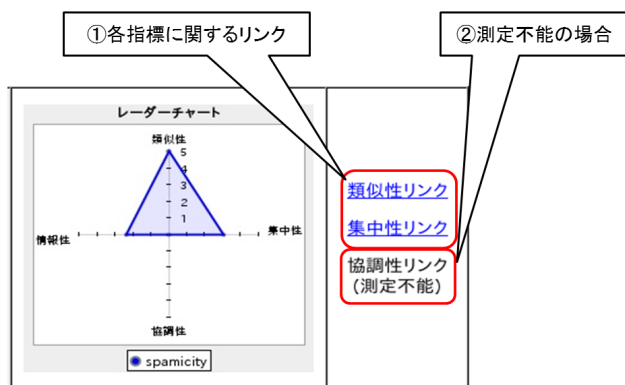 ①各指標に関するリンク
②測定不能の場合
レーダーチャート
類似性
5
4
3
2
1
情報性
集中性
協調性
spamicity
類似性リンク
集中性リンク
協調性リンク
(測定不能)